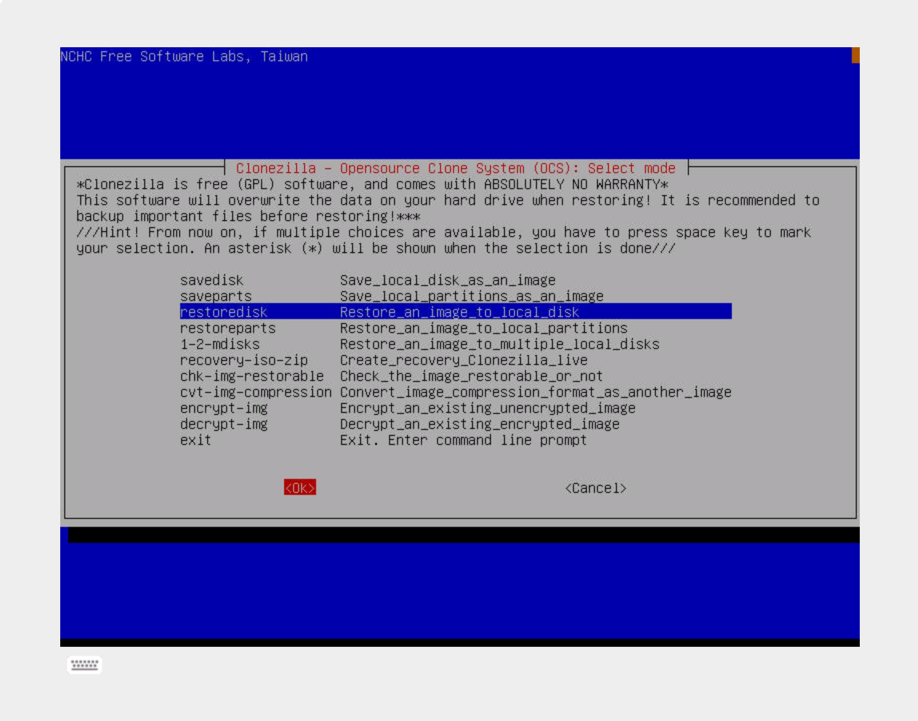 NCHC Free Software Labs, Taiwan
Clonezilla - Opensource Clone System (OCS): Select mode
*Clonezilla is free (GPL) software, and comes with ABSOLUTELY NO WARRANTY*
This software will overwrite the data on your hard drive when restoring! It is recommended to
backup important files before restoring!***
///Hint! From now on, if multiple choices are available, you have to press space key to mark
your selection. An asterisk (*) will be shown when the selection is done///
savedisk Save_local_disk_as_an_image
saveparts Save_local_partitions_as_an_image
restoredisk Restore_an_image_to_local_disk
restoreparts Restore_an_image_to_local_partitions
1-2-mdisks Restore_an_image_to_multiple_local_disks
recovery-iso-zip Create_recovery_Clonezilla_live
chk-img-restorable Check_the_image_restorable_or_not
cvt-img-compression Convert_image_compression_format_as_another_image
encrypt-img Encrypt_an_existing_unencrypted_image
decrypt-img Decrypt_an_existing_encrypted_image
exit Exit. Enter command line prompt
<Ok> <Cancel>